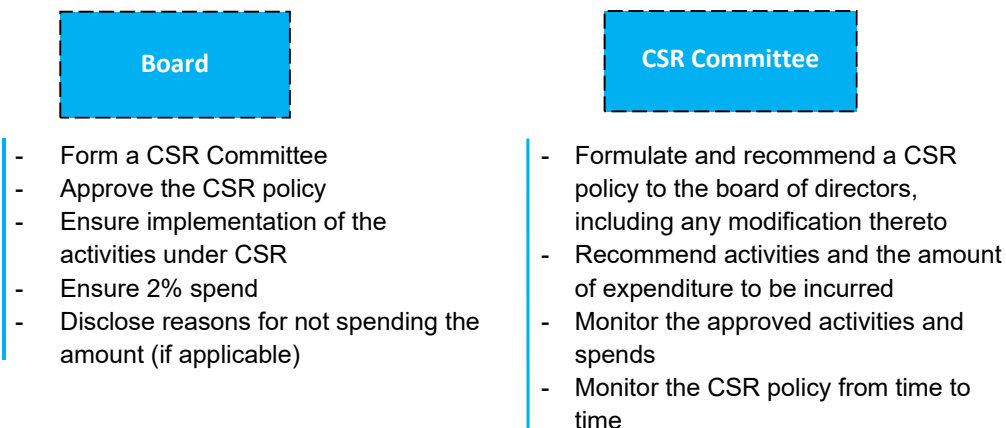 Board
- Form a CSR Committee
- Approve the CSR policy
- Ensure implementation of the
activities under CSR
- Ensure 2% spend
- Disclose reasons for not spending the
amount (if applicable)
CSR Committee
- Formulate and recommend a CSR
policy to the board of directors,
including any modification thereto
- Recommend activities and the amount
of expenditure to be incurred
- Monitor the approved activities and
spends
- Monitor the CSR policy from time to
time